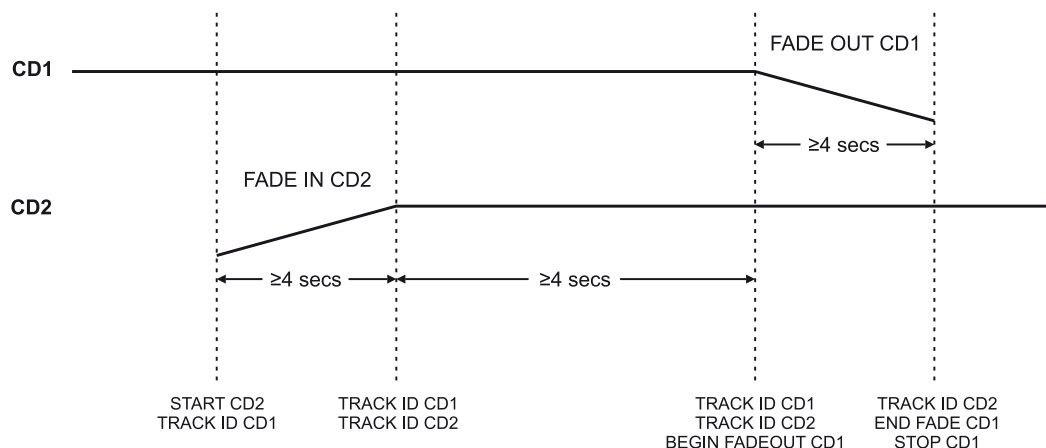 FADE OUT CD1
CD1
≥4 secs
FADE IN CD2
CD2
≥4 secs
≥4 secs
START CD2
TRACK ID CD1
TRACK ID CD1
TRACK ID CD2
TRACK ID CD1
TRACK ID CD2
BEGIN FADEOUT CD1
TRACK ID CD2
END FADE CD1
STOP CD1